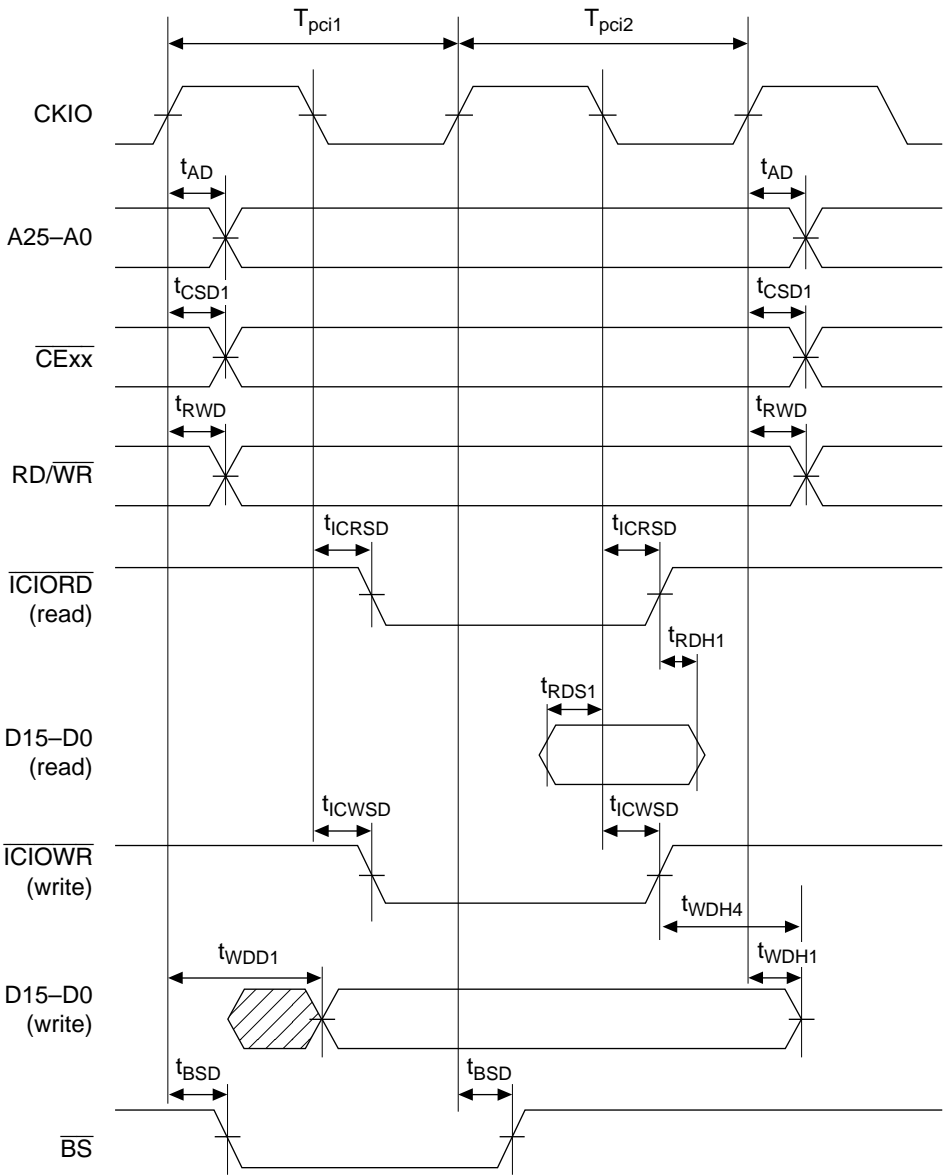 Tpci1 Tpci2
CKIO
tAD tAD
A25–A0
tCSD1 tCSD1
CExx
tRWD tRWD
RD/WR
tICRSD tICRSD
ICIORD
(read)
tRDH1
tRDS1
D15–D0
(read)
tICWSD tICWSD
ICIOWR
(write)
tWDH4
tWDD1 tWDH1
D15–D0
(write)
tBSD tBSD
BS